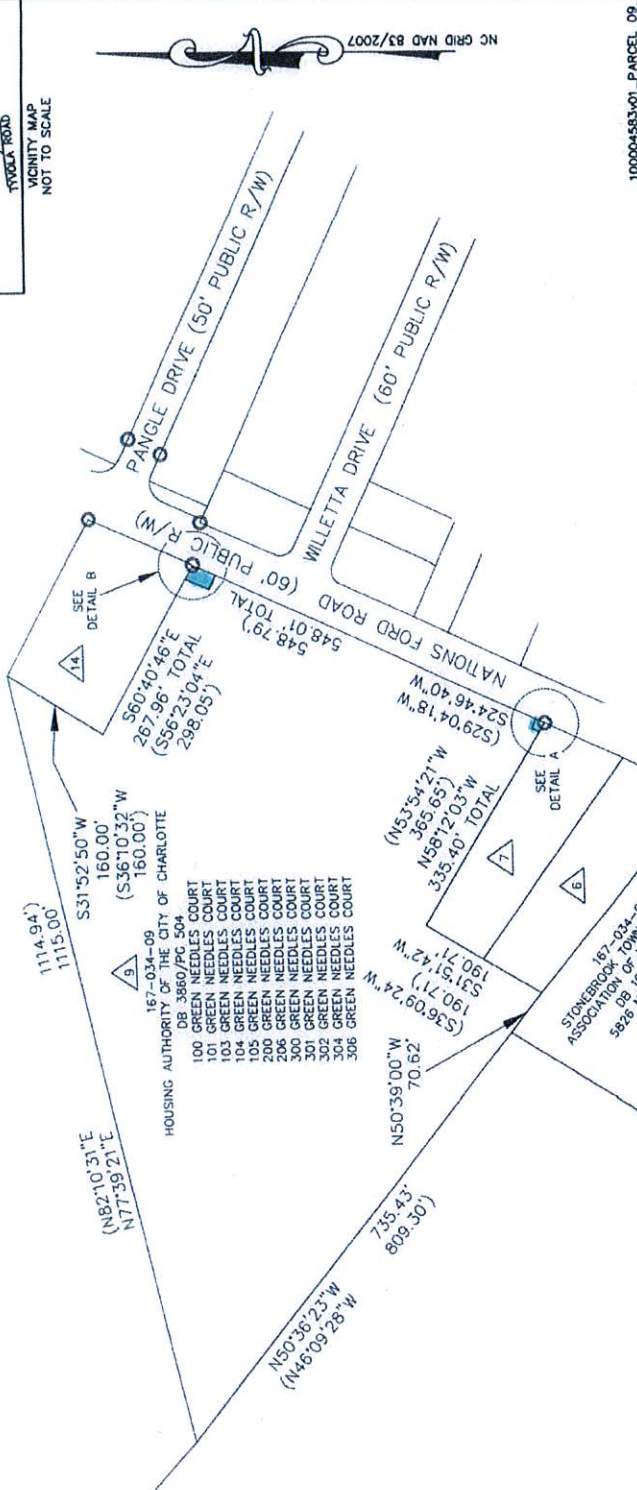 TYVOLA ROAD
VICINITY MAP
NOT TO SCALE
NC GRID NAD 83/2007
100004583v01_PARCEL_09
PANGLE DRIVE (50' PUBLIC R/W)
WILLETTA DRIVE (60' PUBLIC R/W)
NATIONS FORD ROAD (60' PUBLIC R/W)
548.79')
548.01' TOTAL
(S29°04'18"W
S24°46'40"W
SEE
DETAIL B
14
S60°40'46"E
267.96' TOTAL
(S56°23'04"E
298.05')
S31°52'50"W
160.00'
(S36°10'32"W
160.00')
1114.94')
1115.00'
(N82°10'31"E
N77°39'21"E
9
167-034-09
HOUSING AUTHORITY OF THE CITY OF CHARLOTTE
DB 3860/PG 504
100 GREEN NEEDLES COURT
101 GREEN NEEDLES COURT
103 GREEN NEEDLES COURT
104 GREEN NEEDLES COURT
105 GREEN NEEDLES COURT
200 GREEN NEEDLES COURT
206 GREEN NEEDLES COURT
300 GREEN NEEDLES COURT
301 GREEN NEEDLES COURT
302 GREEN NEEDLES COURT
304 GREEN NEEDLES COURT
306 GREEN NEEDLES COURT
(N53°54'21"W
365.65')
N58°12'03"W
335.40' TOTAL
SEE
DETAIL A
7
6
(S36°09'24"W
190.71')
S31°51'42"W
190.71'
N50°39'00"W
70.62'
735.43'
809.30')
N50°36'23"W
(N46°09'28"W
167-034-
STONEBROOK TOWN
ASSOCIATION OF
DB 10
5826 N